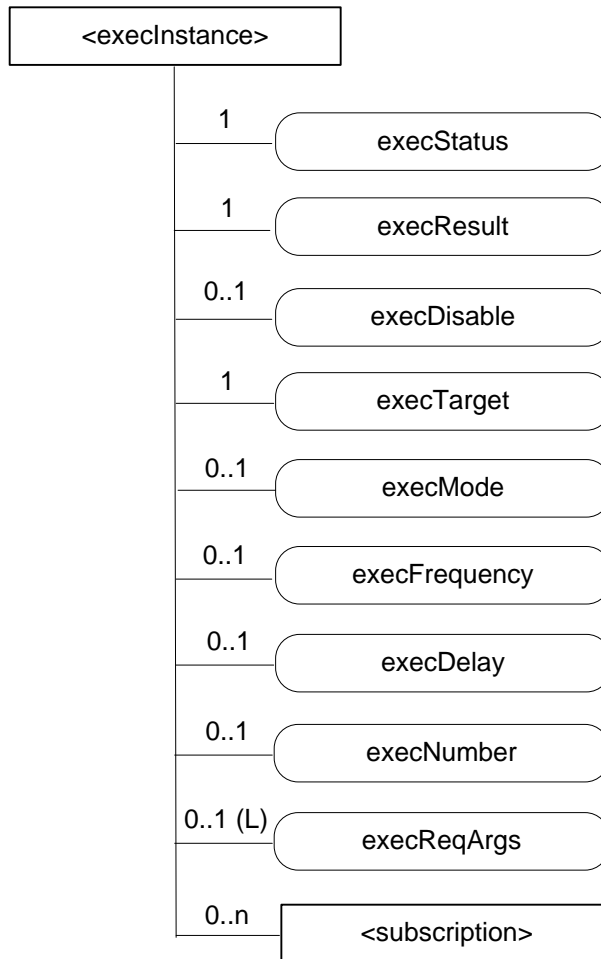 <execInstance>
1
execStatus
1
execResult
0..1
execDisable
1
execTarget
0..1
execMode
0..1
execFrequency
0..1
execDelay
0..1
execNumber
0..1 (L)
execReqArgs
0..n
<subscription>